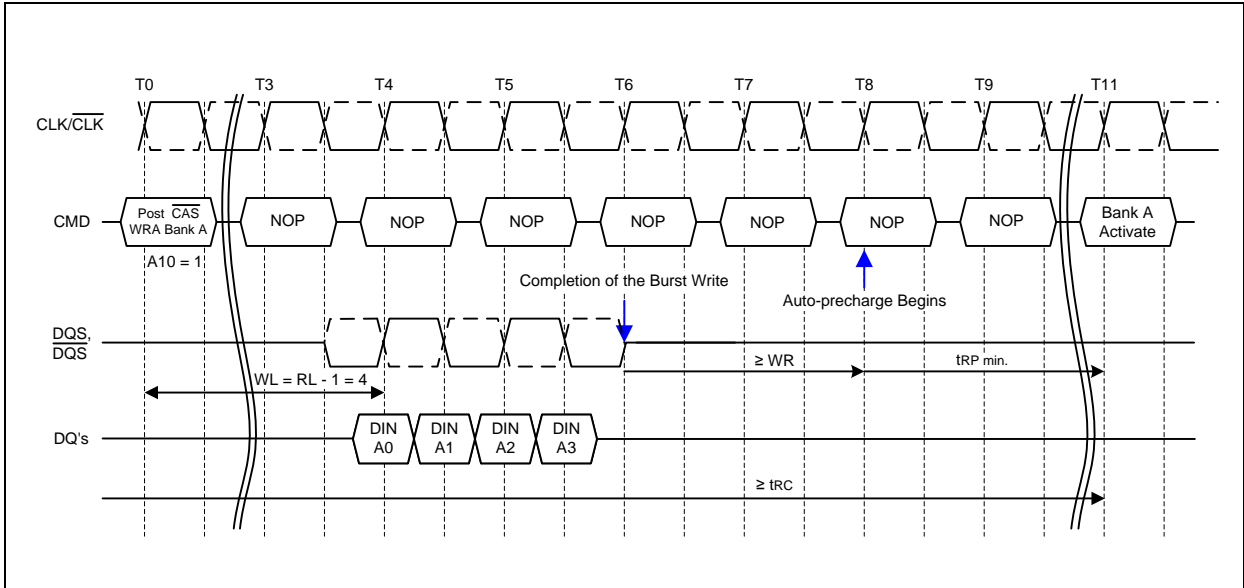 T0 T3 T4 T5 T6 T7 T8 T9 T11
CLK/CLK
CMD
Post CAS
WRA Bank A
NOP NOP NOP NOP NOP NOP NOP
Bank A
Activate
A10 = 1
Completion of the Burst Write
Auto-precharge Begins
DQS,
DQS
≥ WR
tRP min.
WL = RL - 1 = 4
DQ's
DIN
A0
DIN
A1
DIN
A2
DIN
A3
≥ tRC